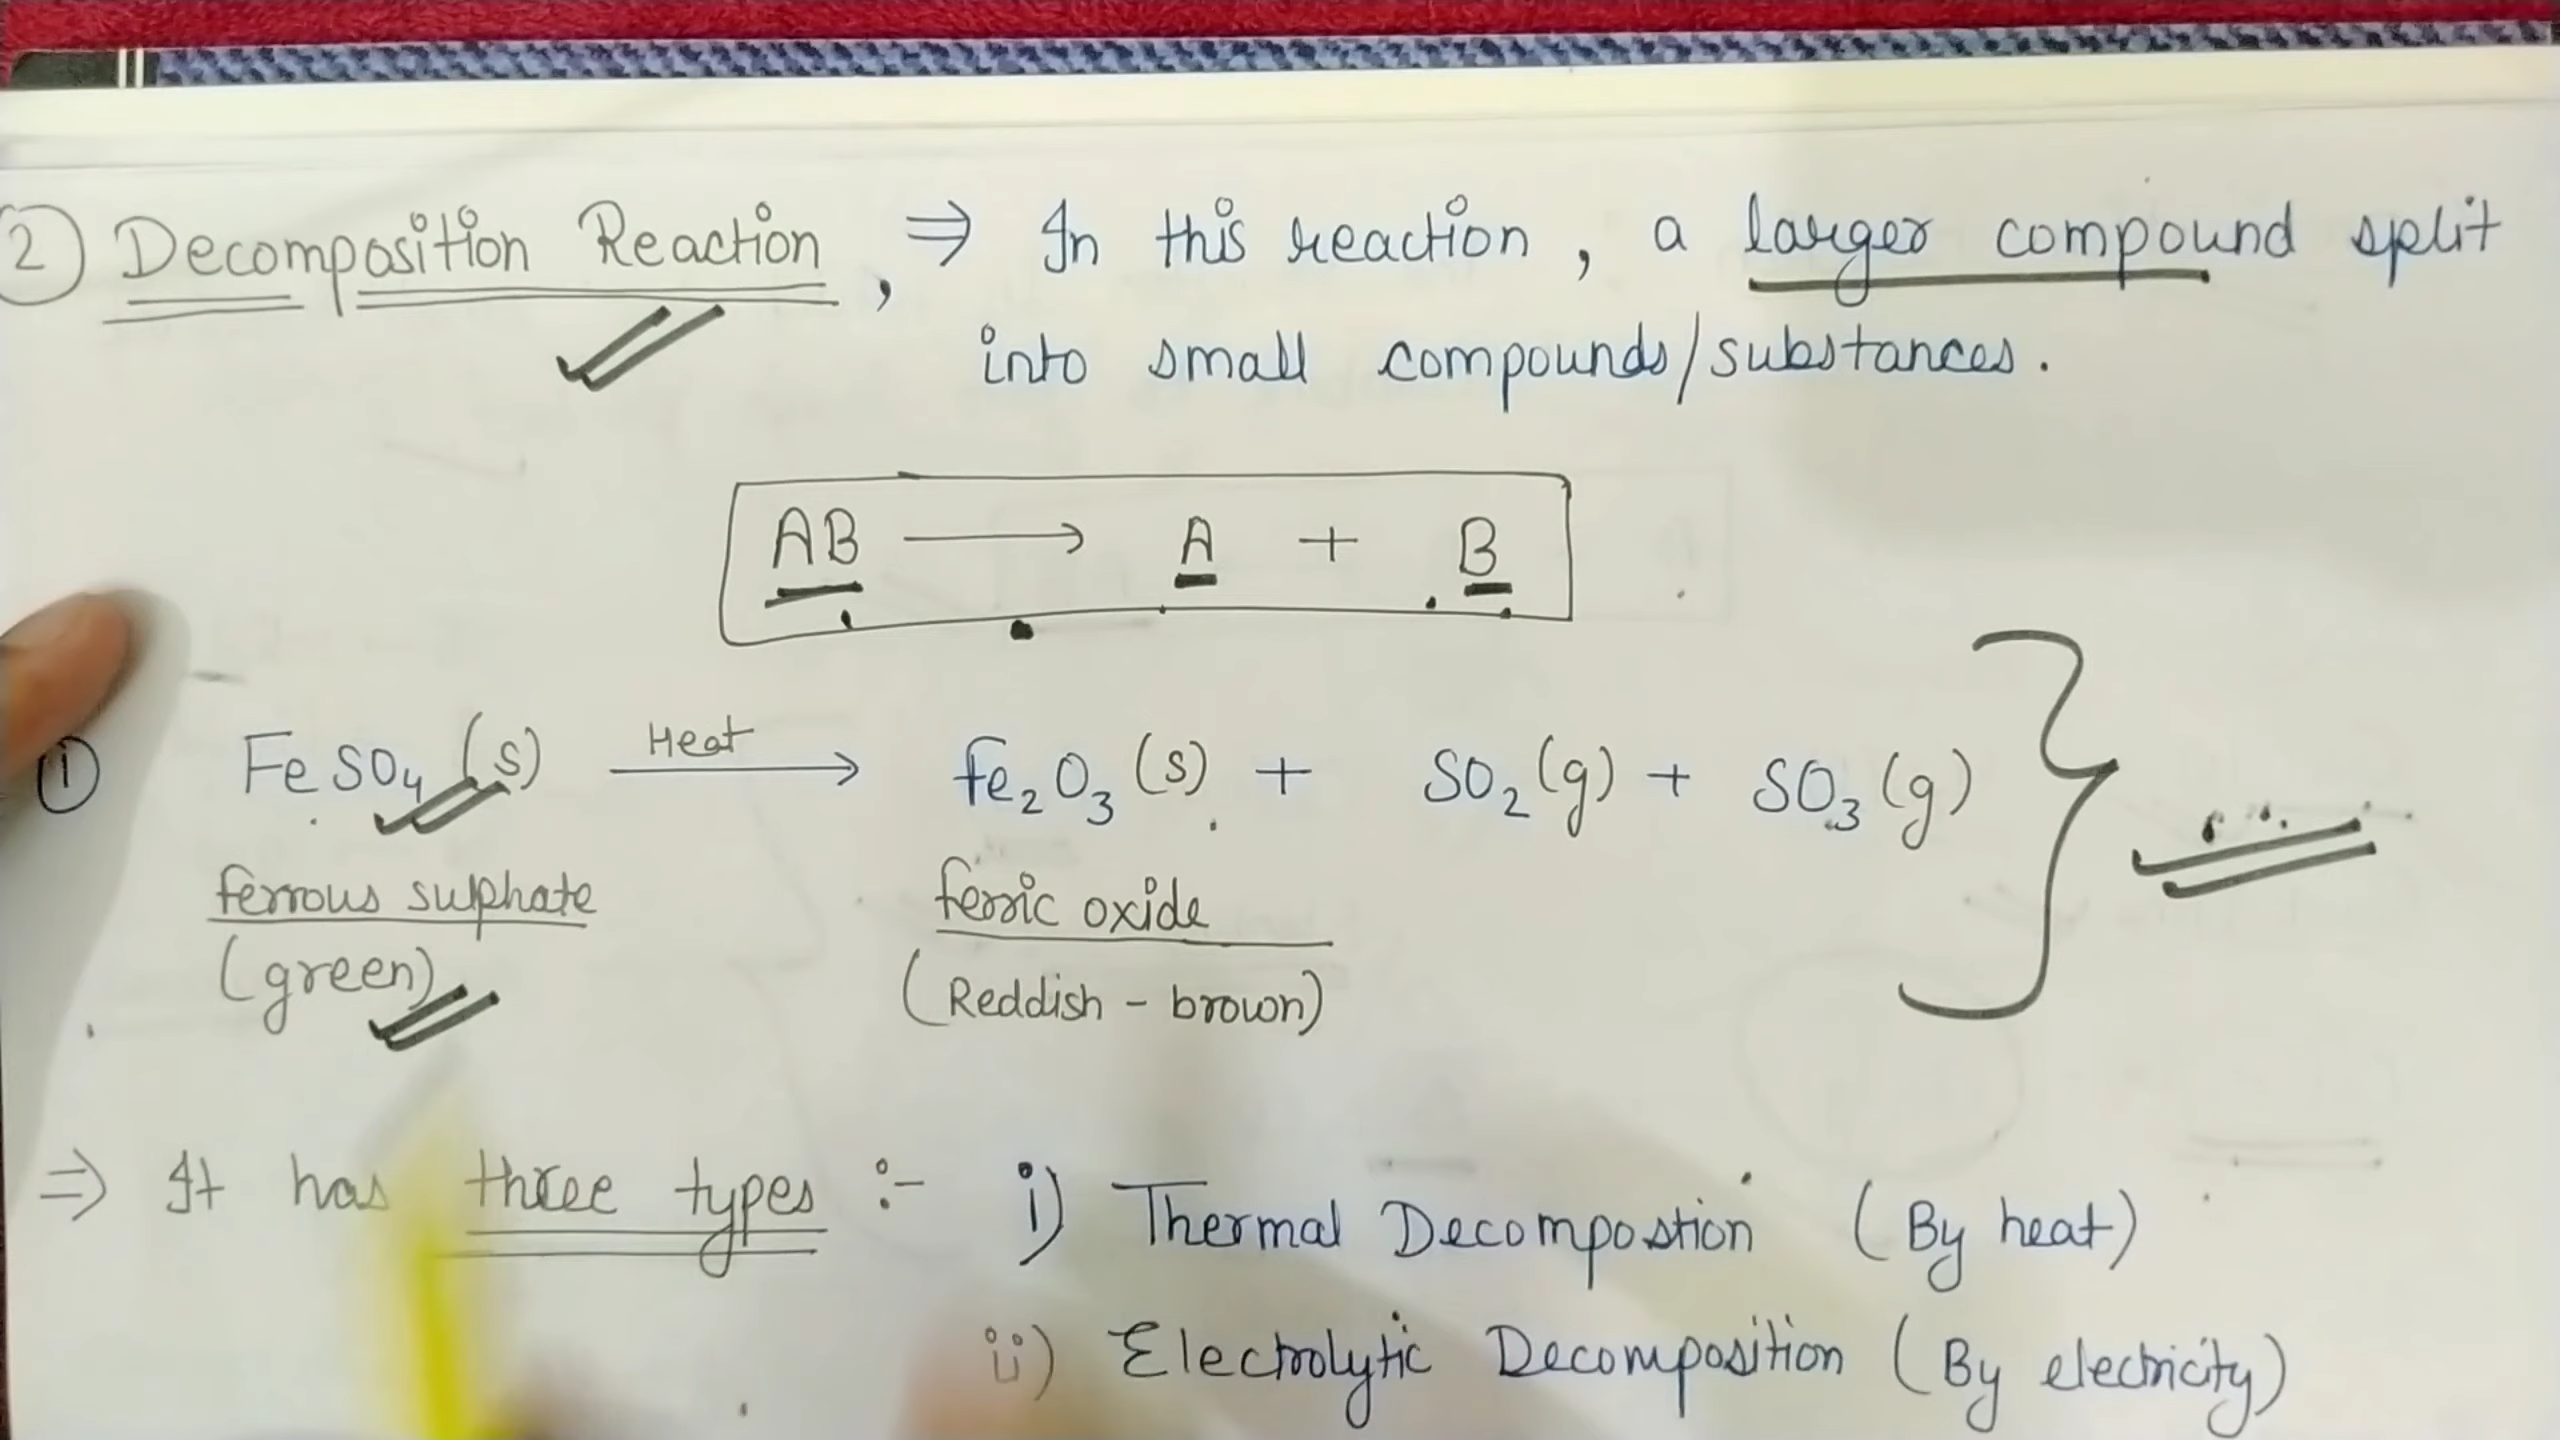 ② Decomposition Reaction, ⇒ In this reaction, a larger compound split
into small compounds/substances.
AB ⟶ A + B
① FeSO₄ (s) Heat ⟶ Fe₂O₃ (s) + SO₂ (g) + SO₃ (g)
ferrous sulphate ferric oxide
(green) (Reddish - brown)
⇒ It has three types :- i) Thermal Decompostion (By heat)
ii) Electrolytic Decomposition (By electricity)